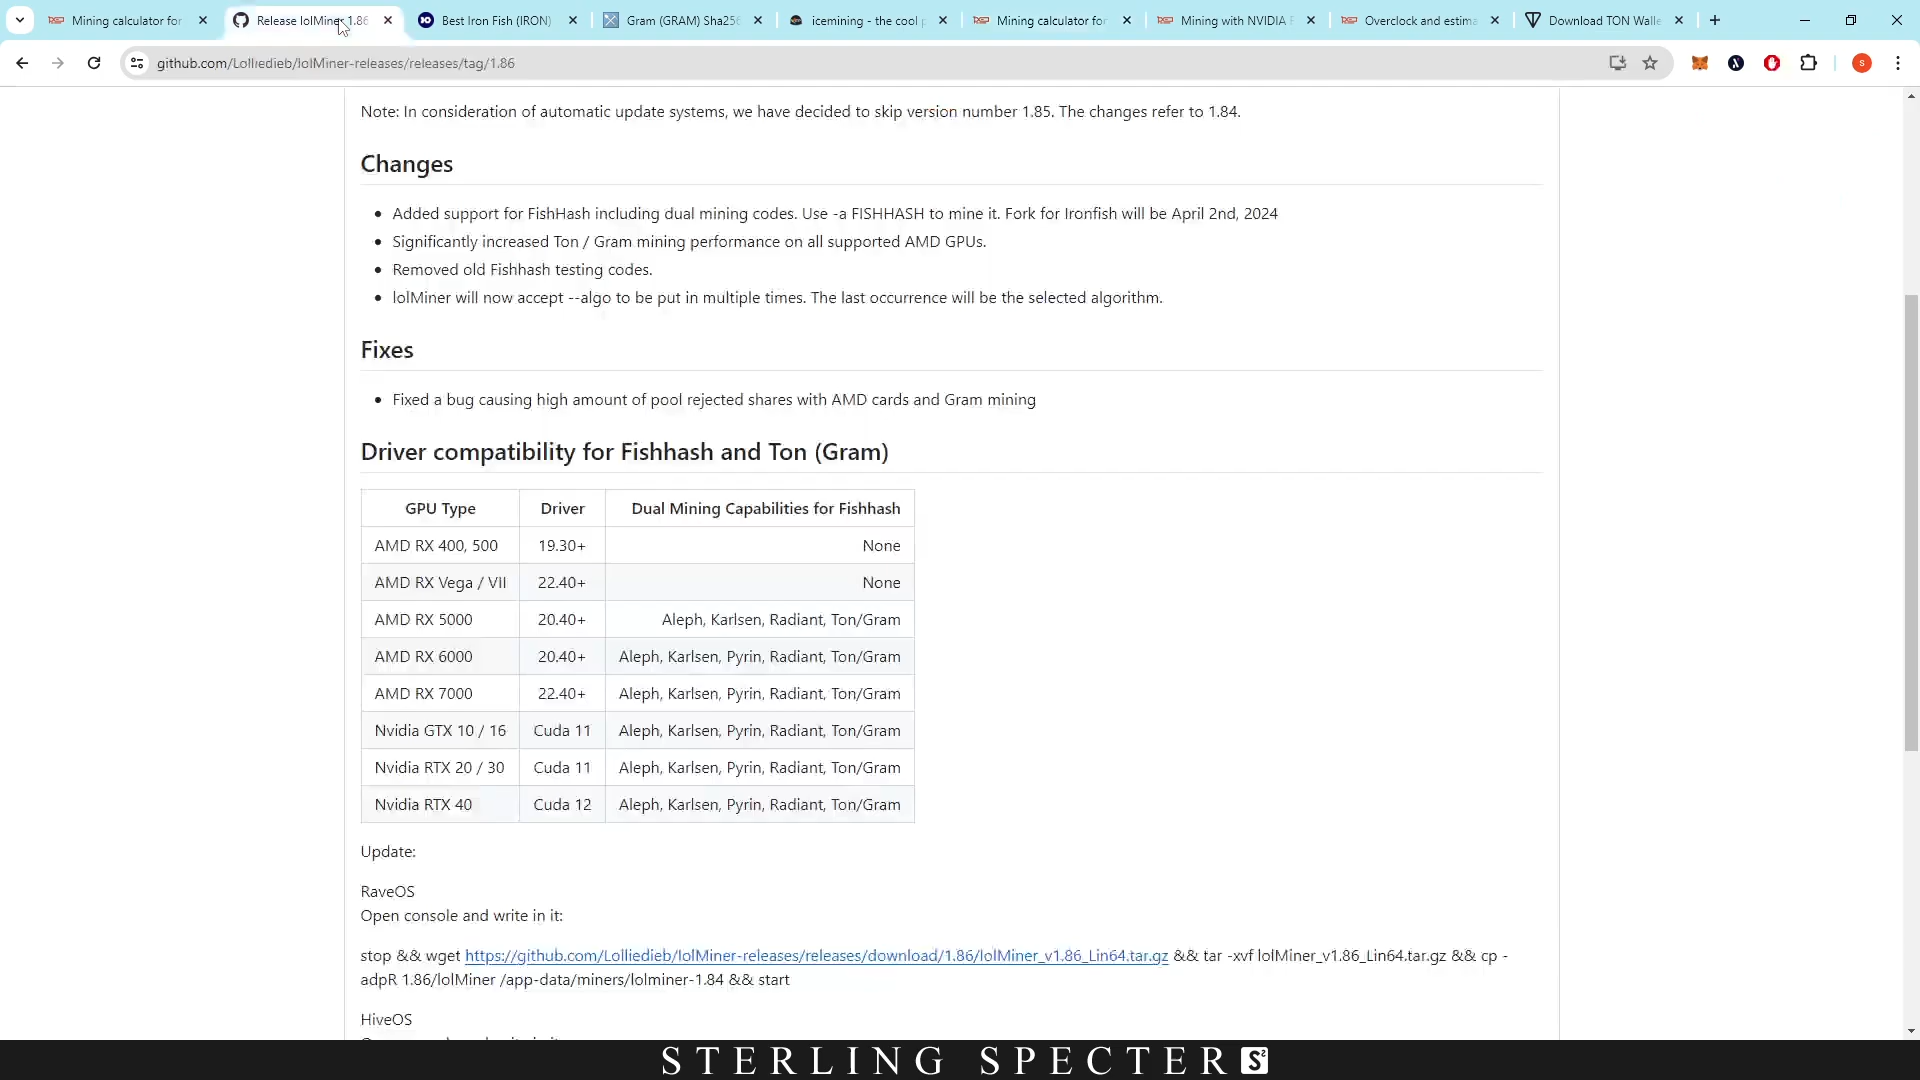 Mining calculator for
Release lolMiner 1.86
Best Iron Fish (IRON)
Gram (GRAM) Sha256
icemining - the cool p
Mining calculator for
Mining with NVIDIA R
Overclock and estima
Download TON Walle
github.com/Lolliedieb/lolMiner-releases/releases/tag/1.86
S
Note: In consideration of automatic update systems, we have decided to skip version number 1.85. The changes refer to 1.84.
Changes
Added support for FishHash including dual mining codes. Use -a FISHHASH to mine it. Fork for Ironfish will be April 2nd, 2024
Significantly increased Ton / Gram mining performance on all supported AMD GPUs.
Removed old Fishhash testing codes.
lolMiner will now accept --algo to be put in multiple times. The last occurrence will be the selected algorithm.
Fixes
Fixed a bug causing high amount of pool rejected shares with AMD cards and Gram mining
Driver compatibility for Fishhash and Ton (Gram)
GPU Type Driver Dual Mining Capabilities for Fishhash
AMD RX 400, 500 19.30+ None
AMD RX Vega / VII 22.40+ None
AMD RX 5000 20.40+ Aleph, Karlsen, Radiant, Ton/Gram
AMD RX 6000 20.40+ Aleph, Karlsen, Pyrin, Radiant, Ton/Gram
AMD RX 7000 22.40+ Aleph, Karlsen, Pyrin, Radiant, Ton/Gram
Nvidia GTX 10 / 16 Cuda 11 Aleph, Karlsen, Pyrin, Radiant, Ton/Gram
Nvidia RTX 20 / 30 Cuda 11 Aleph, Karlsen, Pyrin, Radiant, Ton/Gram
Nvidia RTX 40 Cuda 12 Aleph, Karlsen, Pyrin, Radiant, Ton/Gram
Update:
RaveOS
Open console and write in it:
stop && wget https://github.com/Lolliedieb/lolMiner-releases/releases/download/1.86/lolMiner_v1.86_Lin64.tar.gz && tar -xvf lolMiner_v1.86_Lin64.tar.gz && cp -
adpR 1.86/lolMiner /app-data/miners/lolminer-1.84 && start
HiveOS
STERLING SPECTER S²